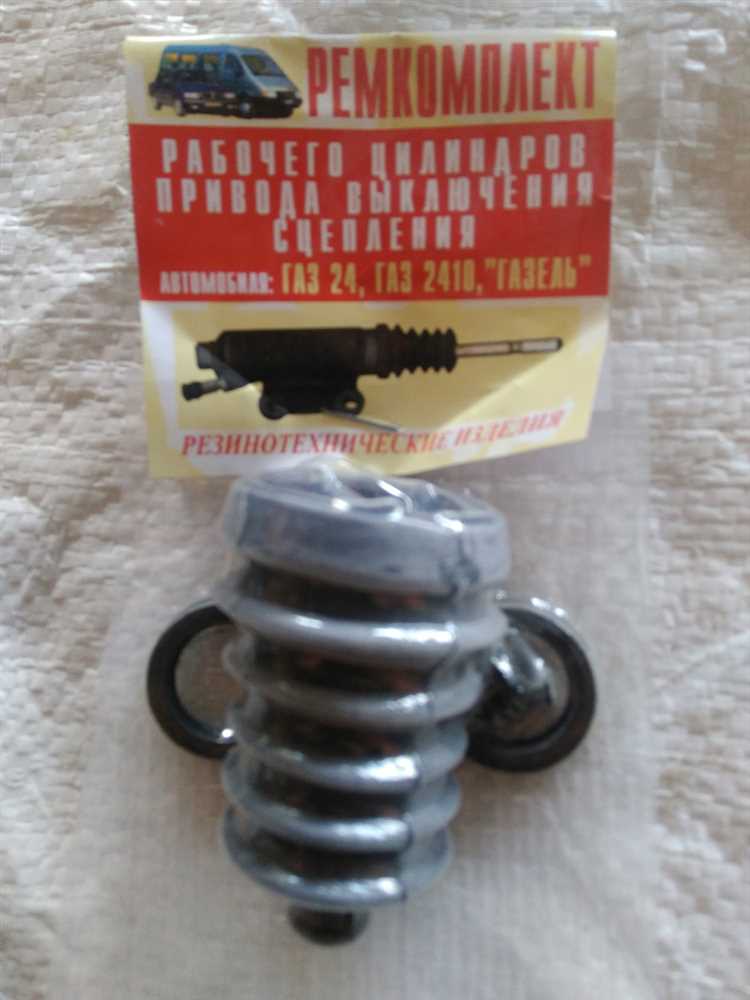 РЕМКОМПЛЕКТ
РАБОЧЕГО ЦИЛИНДРОВ
ПРИВОДА ВЫКЛЮЧЕНИЯ
СЦЕПЛЕНИЯ
АВТОМОБИЛЯ: ГАЗ 24, ГАЗ 2410,"ГАЗЕЛЬ"
РЕЗИНОТЕХНИЧЕСКИЕ ИЗДЕЛИЯ